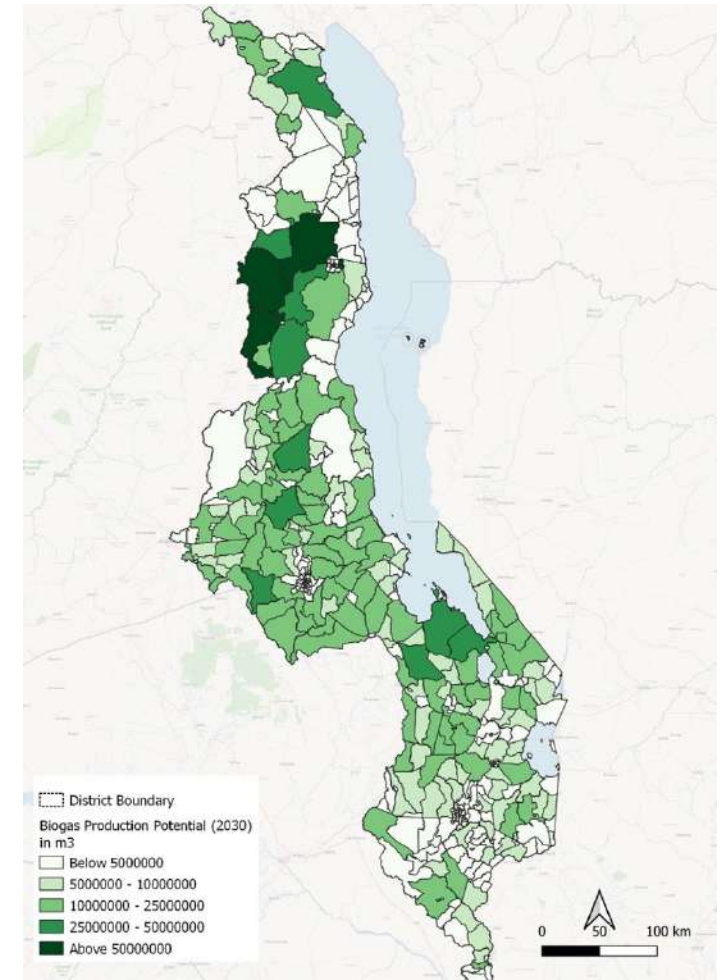 District Boundary
Biogas Production Potential (2030)
in m3
Below 5000000
5000000 - 10000000
10000000 - 25000000
25000000 - 50000000
Above 50000000
0 50 100 km